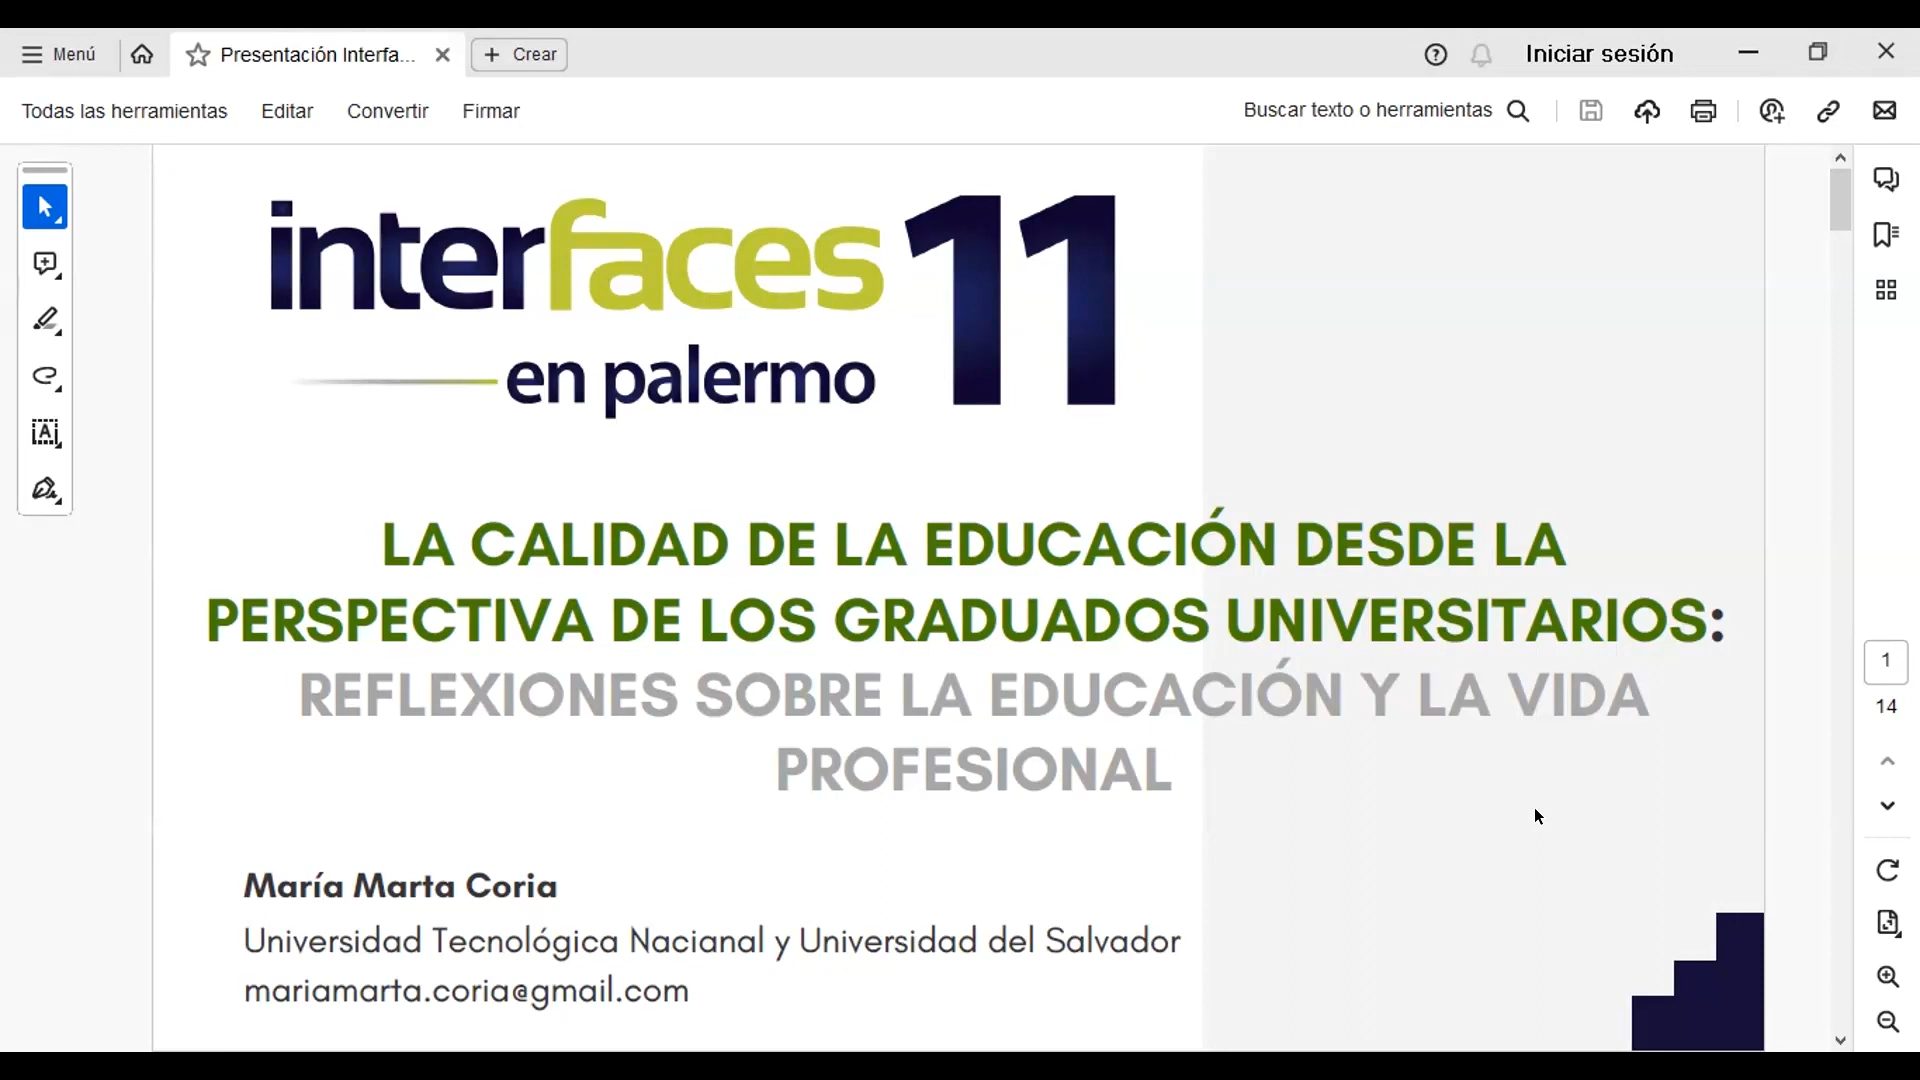 Menú
Presentación Interfa...
Crear
Iniciar sesión
Todas las herramientas
Editar
Convertir
Firmar
Buscar texto o herramientas
interfaces 11
en palermo
LA CALIDAD DE LA EDUCACIÓN DESDE LA
PERSPECTIVA DE LOS GRADUADOS UNIVERSITARIOS:
REFLEXIONES SOBRE LA EDUCACIÓN Y LA VIDA
PROFESIONAL
María Marta Coria
Universidad Tecnológica Nacianal y Universidad del Salvador
mariamarta.coria@gmail.com
1
14